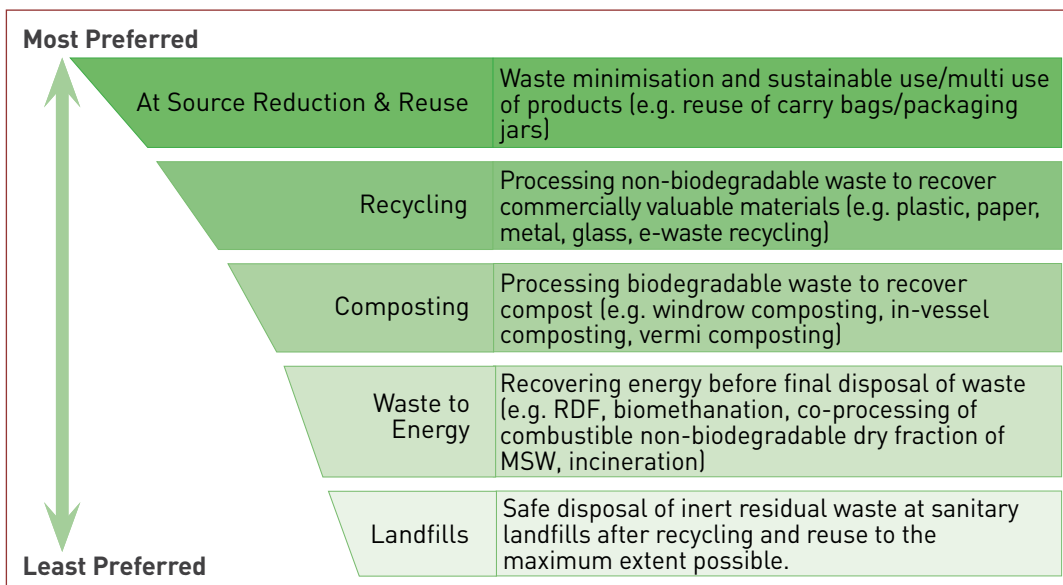 Most Preferred
At Source Reduction & Reuse
Waste minimisation and sustainable use/multi use
of products (e.g. reuse of carry bags/packaging
jars)
Recycling
Processing non-biodegradable waste to recover
commercially valuable materials (e.g. plastic, paper,
metal, glass, e-waste recycling)
Composting
Processing biodegradable waste to recover
compost (e.g. windrow composting, in-vessel
composting, vermi composting)
Waste to
Energy
Recovering energy before final disposal of waste
(e.g. RDF, biomethanation, co-processing of
combustible non-biodegradable dry fraction of
MSW, incineration)
Landfills
Safe disposal of inert residual waste at sanitary
landfills after recycling and reuse to the
maximum extent possible.
Least Preferred